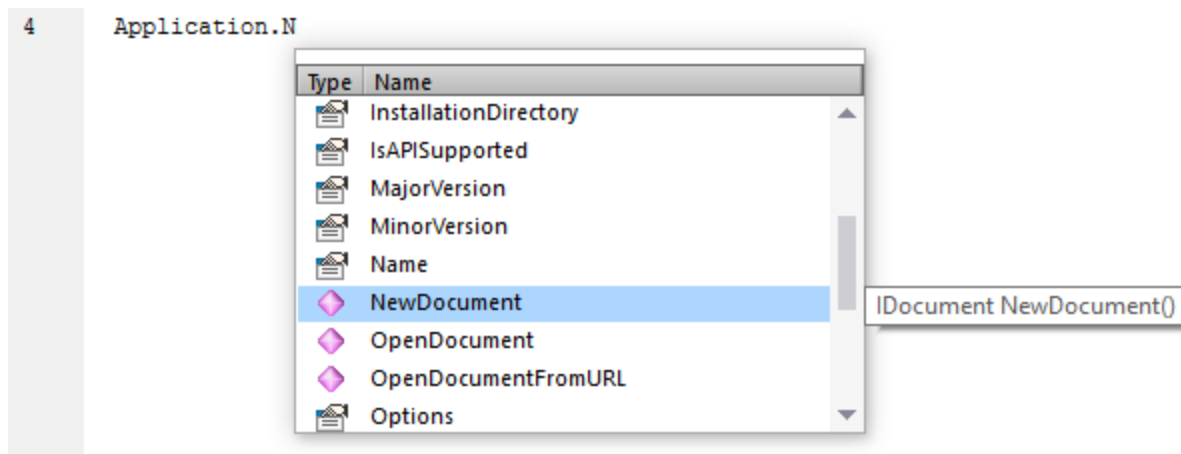 4 Application.N
Type Name
InstallationDirectory
IsAPISupported
MajorVersion
MinorVersion
Name
NewDocument IDocument NewDocument()
OpenDocument
OpenDocumentFromURL
Options